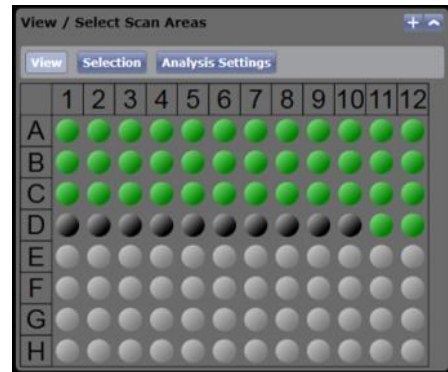 View / Select Scan Areas
View Selection Analysis Settings
1 2 3 4 5 6 7 8 9 10 11 12
A
B
C
D
E
F
G
H